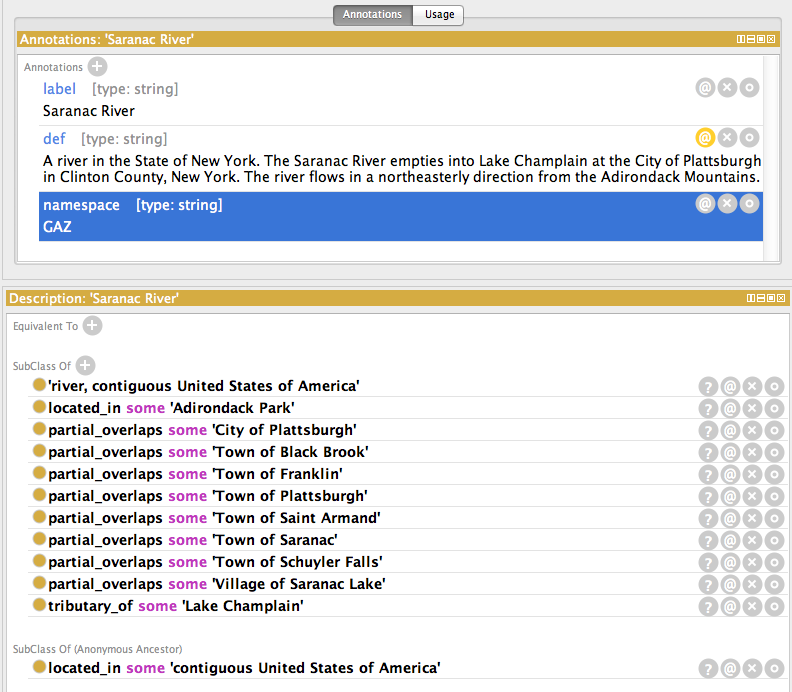 Annotations Usage
Annotations: 'Saranac River'
Annotations
label [type: string]
Saranac River
def [type: string]
A river in the State of New York. The Saranac River empties into Lake Champlain at the City of Plattsburgh
in Clinton County, New York. The river flows in a northeasterly direction from the Adirondack Mountains.
namespace [type: string]
GAZ
Description: 'Saranac River'
Equivalent To
SubClass Of
'river, contiguous United States of America'
located_in some 'Adirondack Park'
partial_overlaps some 'City of Plattsburgh'
partial_overlaps some 'Town of Black Brook'
partial_overlaps some 'Town of Franklin'
partial_overlaps some 'Town of Plattsburgh'
partial_overlaps some 'Town of Saint Armand'
partial_overlaps some 'Town of Saranac'
partial_overlaps some 'Town of Schuyler Falls'
partial_overlaps some 'Village of Saranac Lake'
tributary_of some 'Lake Champlain'
SubClass Of (Anonymous Ancestor)
located_in some 'contiguous United States of America'